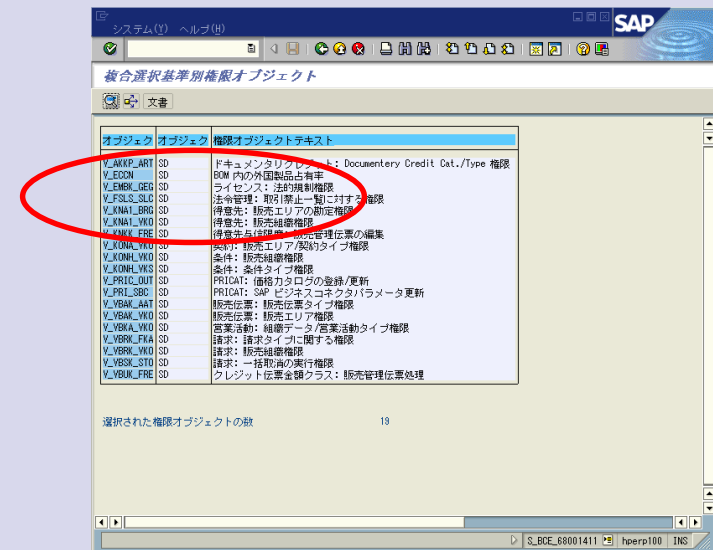 システム(Y) ヘルプ(H)
SAP
複合選択基準別権限オブジェクト
文書
オブジェク オブジェク 権限オブジェクトテキスト
V_AKKP_ART SD ドキュメンタリクレジット: Documentery Credit Cat./Type 権限
V_ECCN SD BOM 内の外国製品占有率
V_EMBK_GEG SD ライセンス: 法的規制権限
V_FSLS_SLC SD 法令管理: 取引禁止一覧に対する権限
V_KNA1_BRG SD 得意先: 販売エリアの勘定権限
V_KNA1_VKO SD 得意先: 販売組織権限
V_KNKK_FRE SD 得意先与信限度: 販売管理伝票の編集
V_KONA_VKO SD 契約: 販売エリア/契約タイプ権限
V_KONH_VKO SD 条件: 販売組織権限
V_KONH_VKS SD 条件: 条件タイプ権限
V_PRIC_OUT SD PRICAT: 価格カタログの登録/更新
V_PRI_SBC SD PRICAT: SAP ビジネスコネクタパラメータ更新
V_VBAK_AAT SD 販売伝票: 販売伝票タイプ権限
V_VBAK_VKO SD 販売伝票: 販売エリア権限
V_VBKA_VKO SD 営業活動: 組織データ/営業活動タイプ権限
V_VBRK_FKA SD 請求: 請求タイプに関する権限
V_VBRK_VKO SD 請求: 販売組織権限
V_VBSK_STO SD 請求: 一括取消の実行権限
V_VBUK_FRE SD クレジット伝票金額クラス: 販売管理伝票処理
選択された権限オブジェクトの数 19
S_BCE_68001411 hperp100 INS